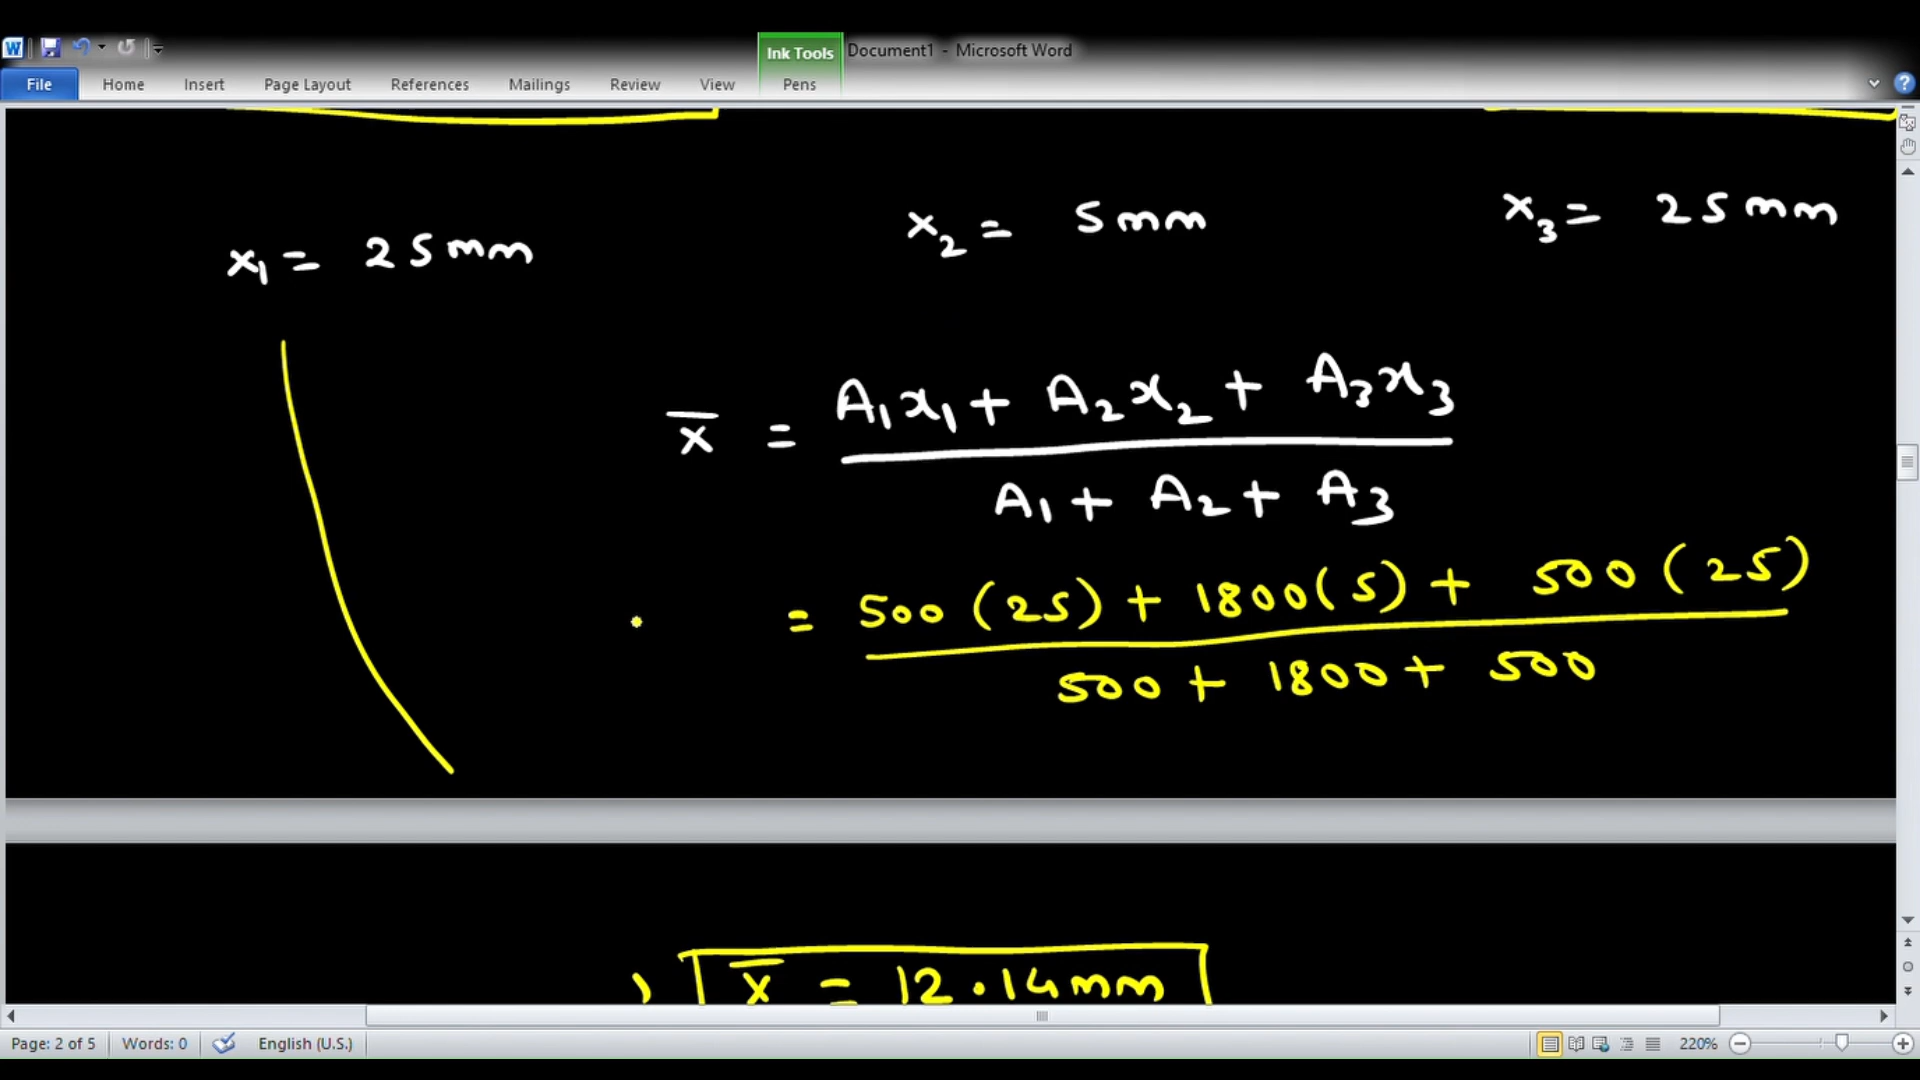 Ink Tools Document1 - Microsoft Word
File Home Insert Page Layout References Mailings Review View Pens
x₁ = 25mm x₂ = 5mm x₃ = 25mm
x̄ = A₁x₁ + A₂x₂ + A₃x₃
A₁ + A₂ + A₃
= 500 (25) + 1800(5) + 500 (25)
500 + 1800 + 500
x̄ = 12.14mm
Page: 2 of 5 Words: 0 English (U.S.) 220%